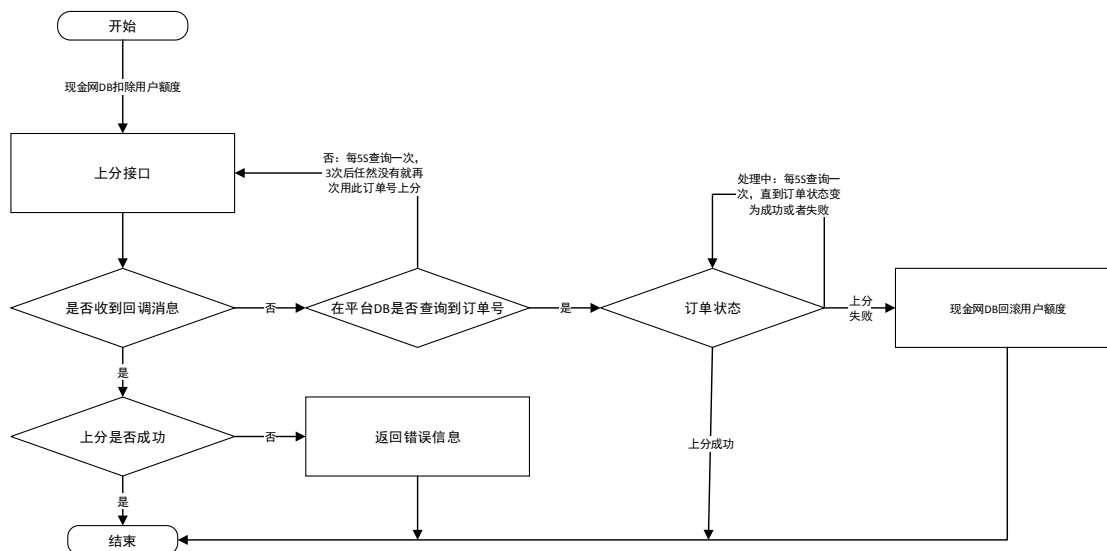 开始
现金网DB扣除用户额度
上分接口
否：每5S查询一次，
3次后任然没有就再
次用此订单号上分
处理中：每5S查询一
次，直到订单状态变
为成功或者失败
是否收到回调消息
否
在平台DB是否查询到订单号
是
订单状态
上分
失败
现金网DB回滚用户额度
是
上分是否成功
否
返回错误信息
上分成功
是
结束